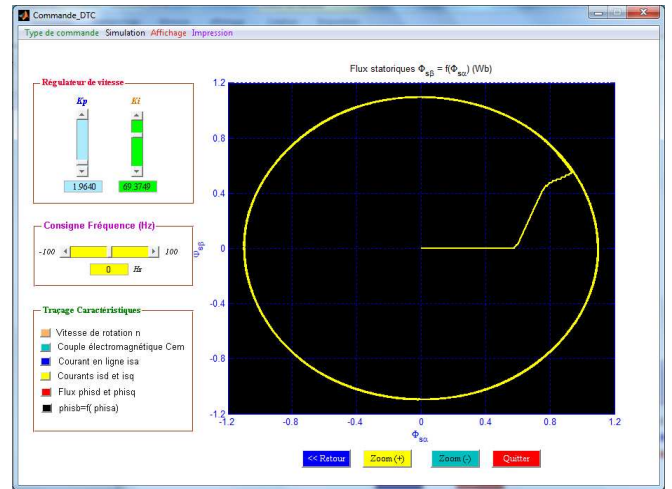 Commande_DTC
Type de commande Simulation Affichage Impression
Régulateur de vitesse
Kp Ki
1.9640 69.3749
Consigne Fréquence (Hz)
-100 100
0 Hz
Traçage Caractéristiques
Vitesse de rotation n
Couple électromagnétique Cem
Courant en ligne isa
Courants isd et isq
Flux phisd et phisq
phisb=f( phisa)
Flux statoriques Φsβ = f(Φsα) (Wb)
1.2
0.8
0.4
0
-0.4
-0.8
-1.2
Φsβ
-1.2 -0.8 -0.4 0 0.4 0.8 1.2
Φsα
<< Retour Zoom (+) Zoom (-) Quitter